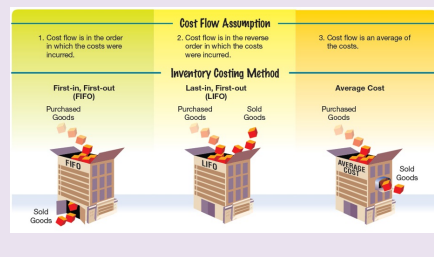 Cost Flow Assumption
1. Cost flow is in the order
in which the costs were
incurred.
2. Cost flow is in the reverse
order in which the costs
were incurred.
3. Cost flow is an average of
the costs.
Inventory Costing Method
First-in, First-out
(FIFO)
Purchased
Goods
FIFO
Sold
Goods
Last-in, First-out
(LIFO)
Purchased
Goods
Sold
Goods
LIFO
Average Cost
Purchased
Goods
AVERAGE
COST
Sold
Goods